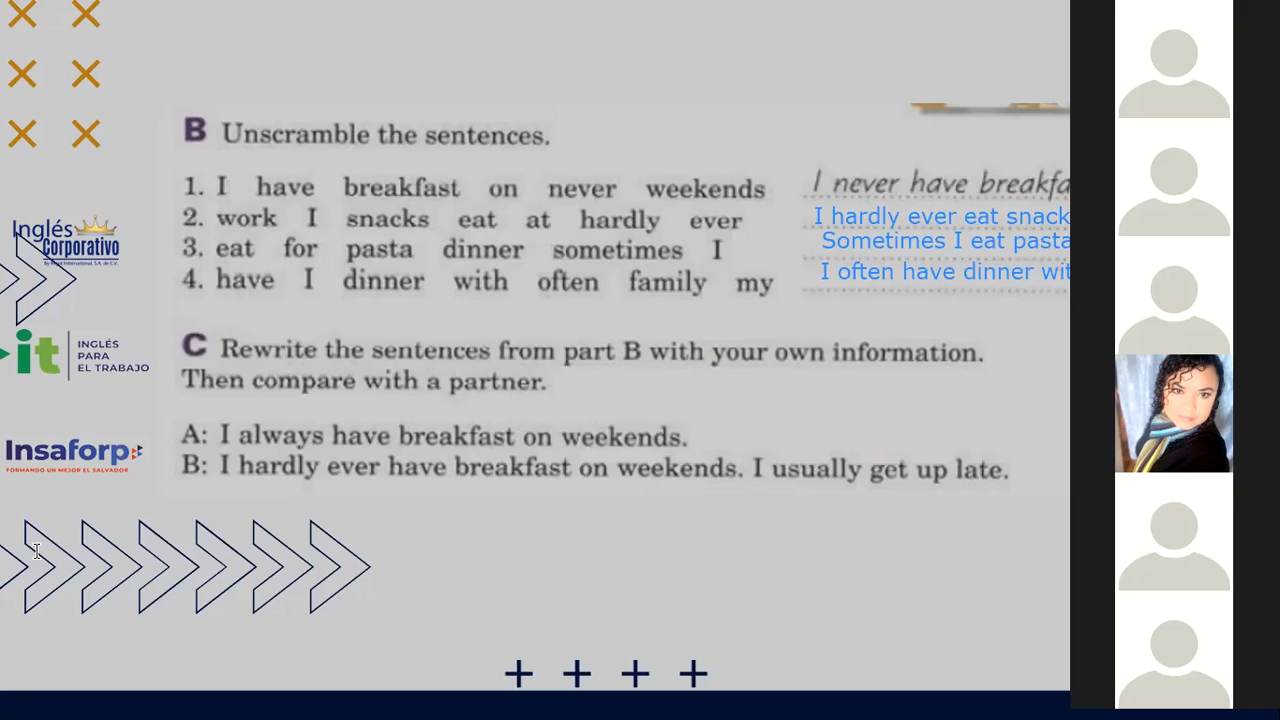 B Unscramble the sentences.
1. I have breakfast on never weekends
I never have breakfa
2. work I snacks eat at hardly ever
I hardly ever eat snack
3. eat for pasta dinner sometimes I
Sometimes I eat pasta
4. have I dinner with often family my
I often have dinner wit
C Rewrite the sentences from part B with your own information.
Then compare with a partner.
A: I always have breakfast on weekends.
B: I hardly ever have breakfast on weekends. I usually get up late.
Inglés
Corporativo
it
INGLÉS
PARA
EL TRABAJO
Insaforp
FORMANDO UN MEJOR EL SALVADOR